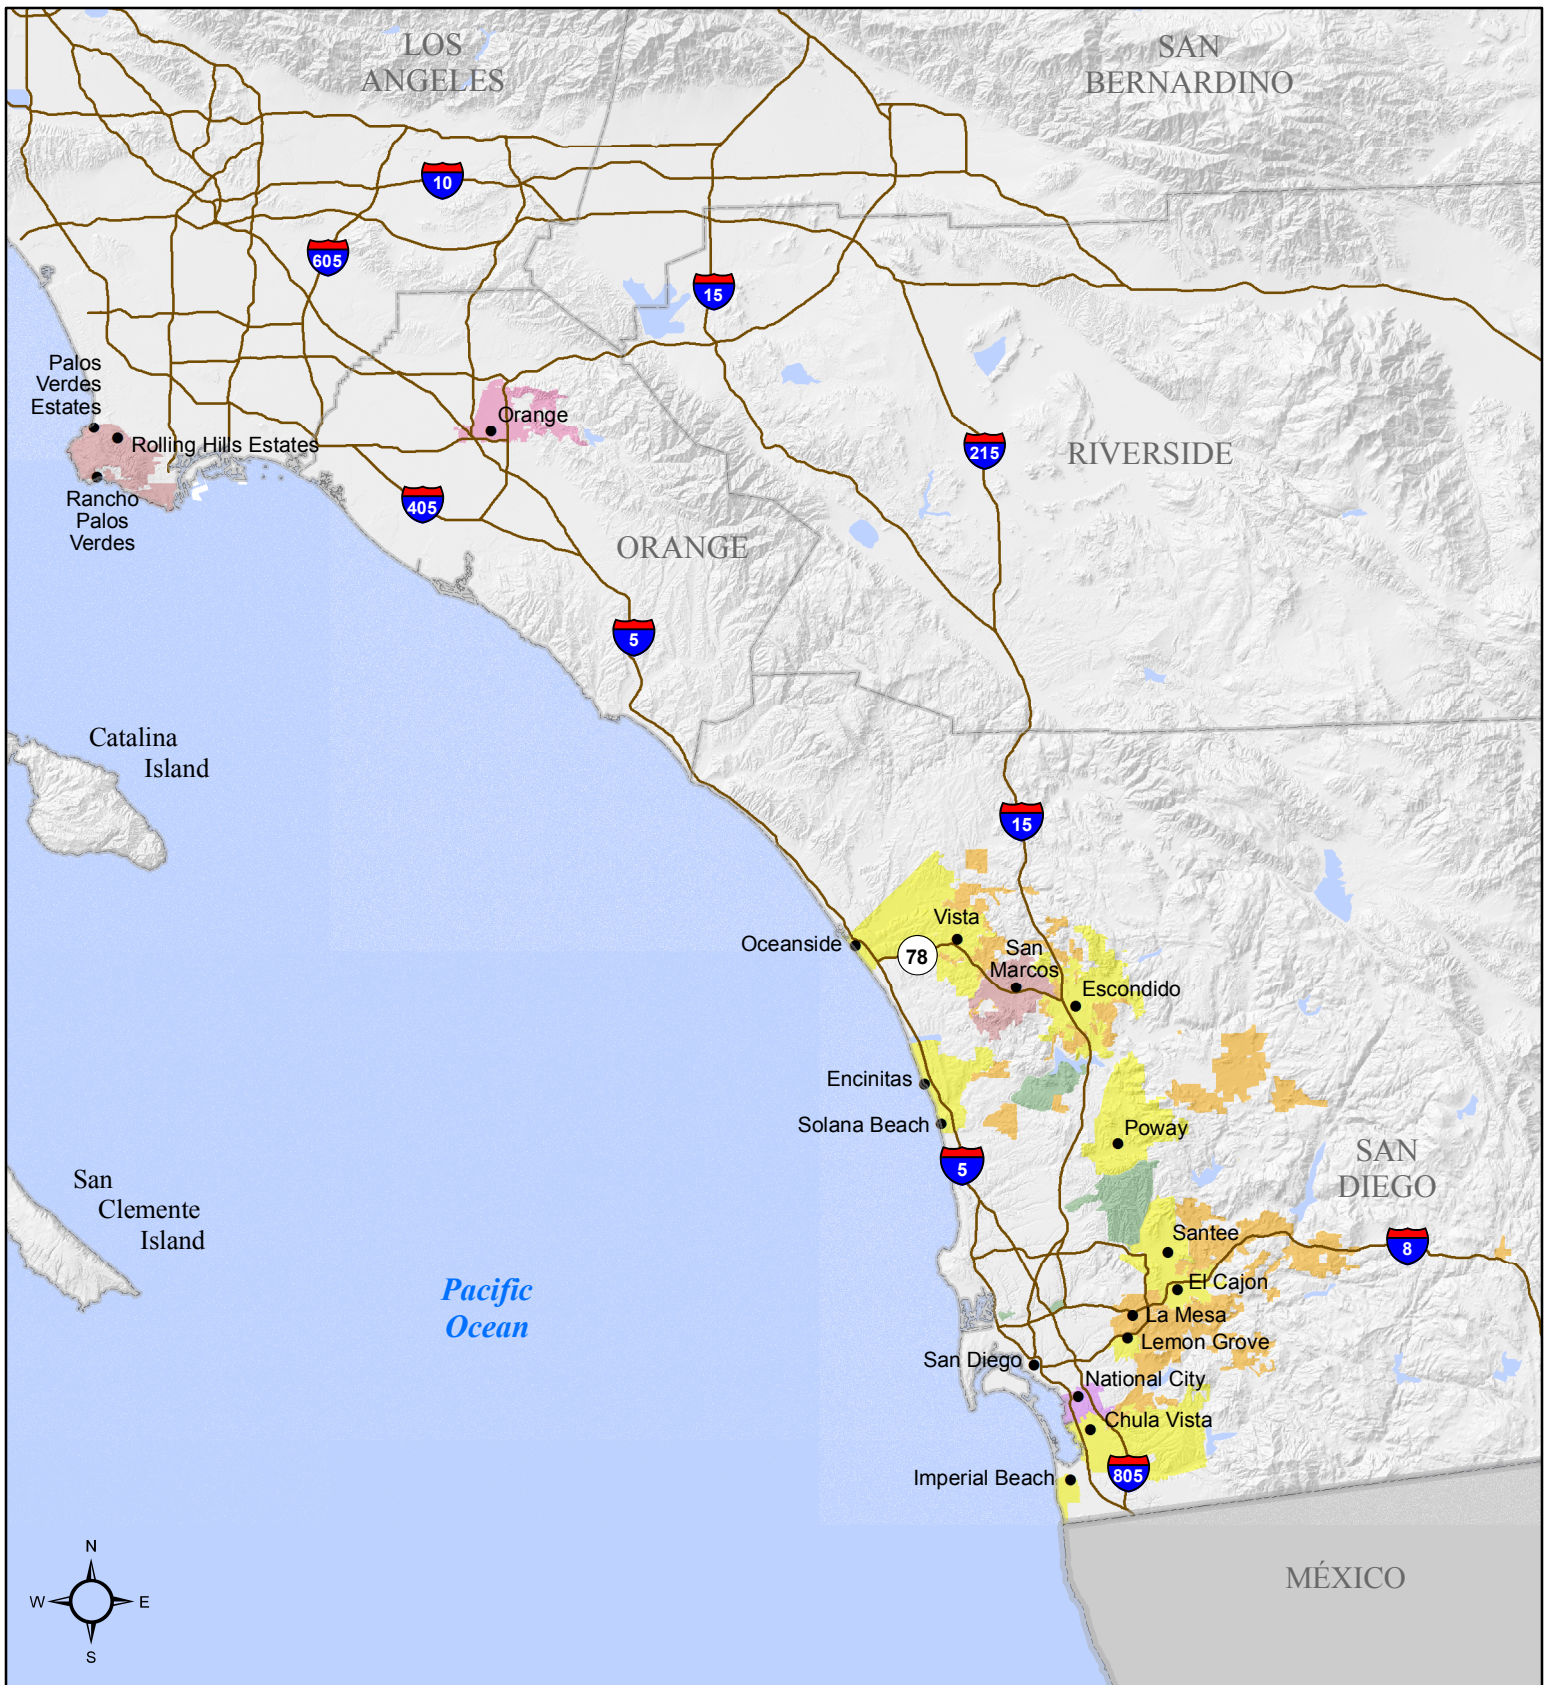 LOS
ANGELES
SAN
BERNARDINO
10
605
15
Palos
Verdes
Estates
Orange
Rolling Hills Estates
215
RIVERSIDE
Rancho
Palos
Verdes
405
ORANGE
5
Catalina
Island
15
Vista
Oceanside
78
San
Marcos
Escondido
Encinitas
Solana Beach
Poway
5
SAN
DIEGO
San
Clemente
Island
Santee
8
Pacific
Ocean
El Cajon
La Mesa
Lemon Grove
San Diego
National City
Chula Vista
Imperial Beach
805
N
W
E
S
MÉXICO